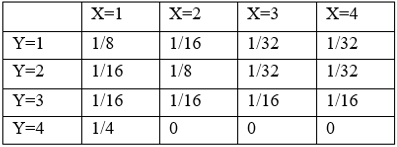 X=1 X=2 X=3 X=4
Y=1 1/8 1/16 1/32 1/32
Y=2 1/16 1/8 1/32 1/32
Y=3 1/16 1/16 1/16 1/16
Y=4 1/4 0 0 0